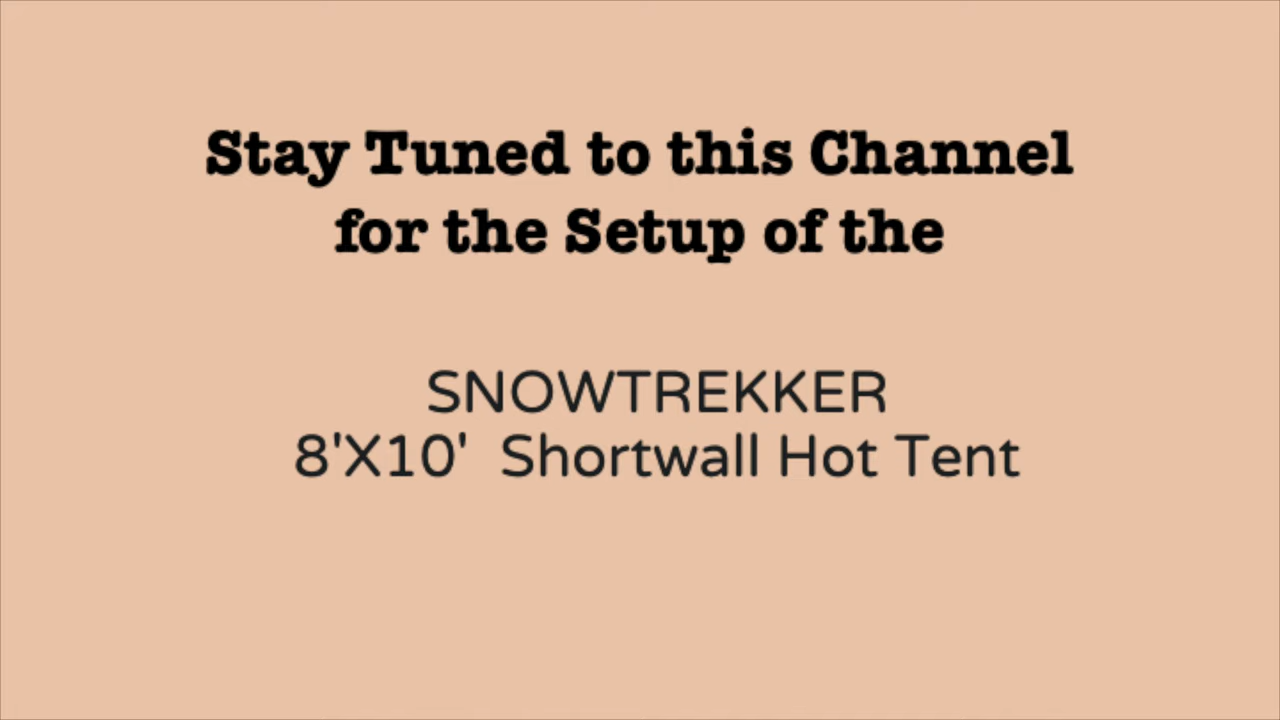 Stay Tuned to this Channel
for the Setup of the
SNOWTREKKER
8'X10'  Shortwall Hot Tent